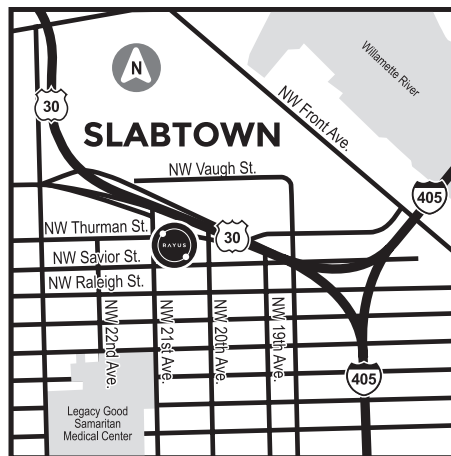 N
Willamette
River
30
SLABTOWN
NW Front Ave.
NW Vaugh St.
405
NW Thurman St.
RAYUS
30
NW Savior St.
NW Raleigh St.
NW 22nd Ave.
NW 21st Ave.
NW 20th Ave.
NW 19th Ave.
405
Legacy Good
Samaritan
Medical Center